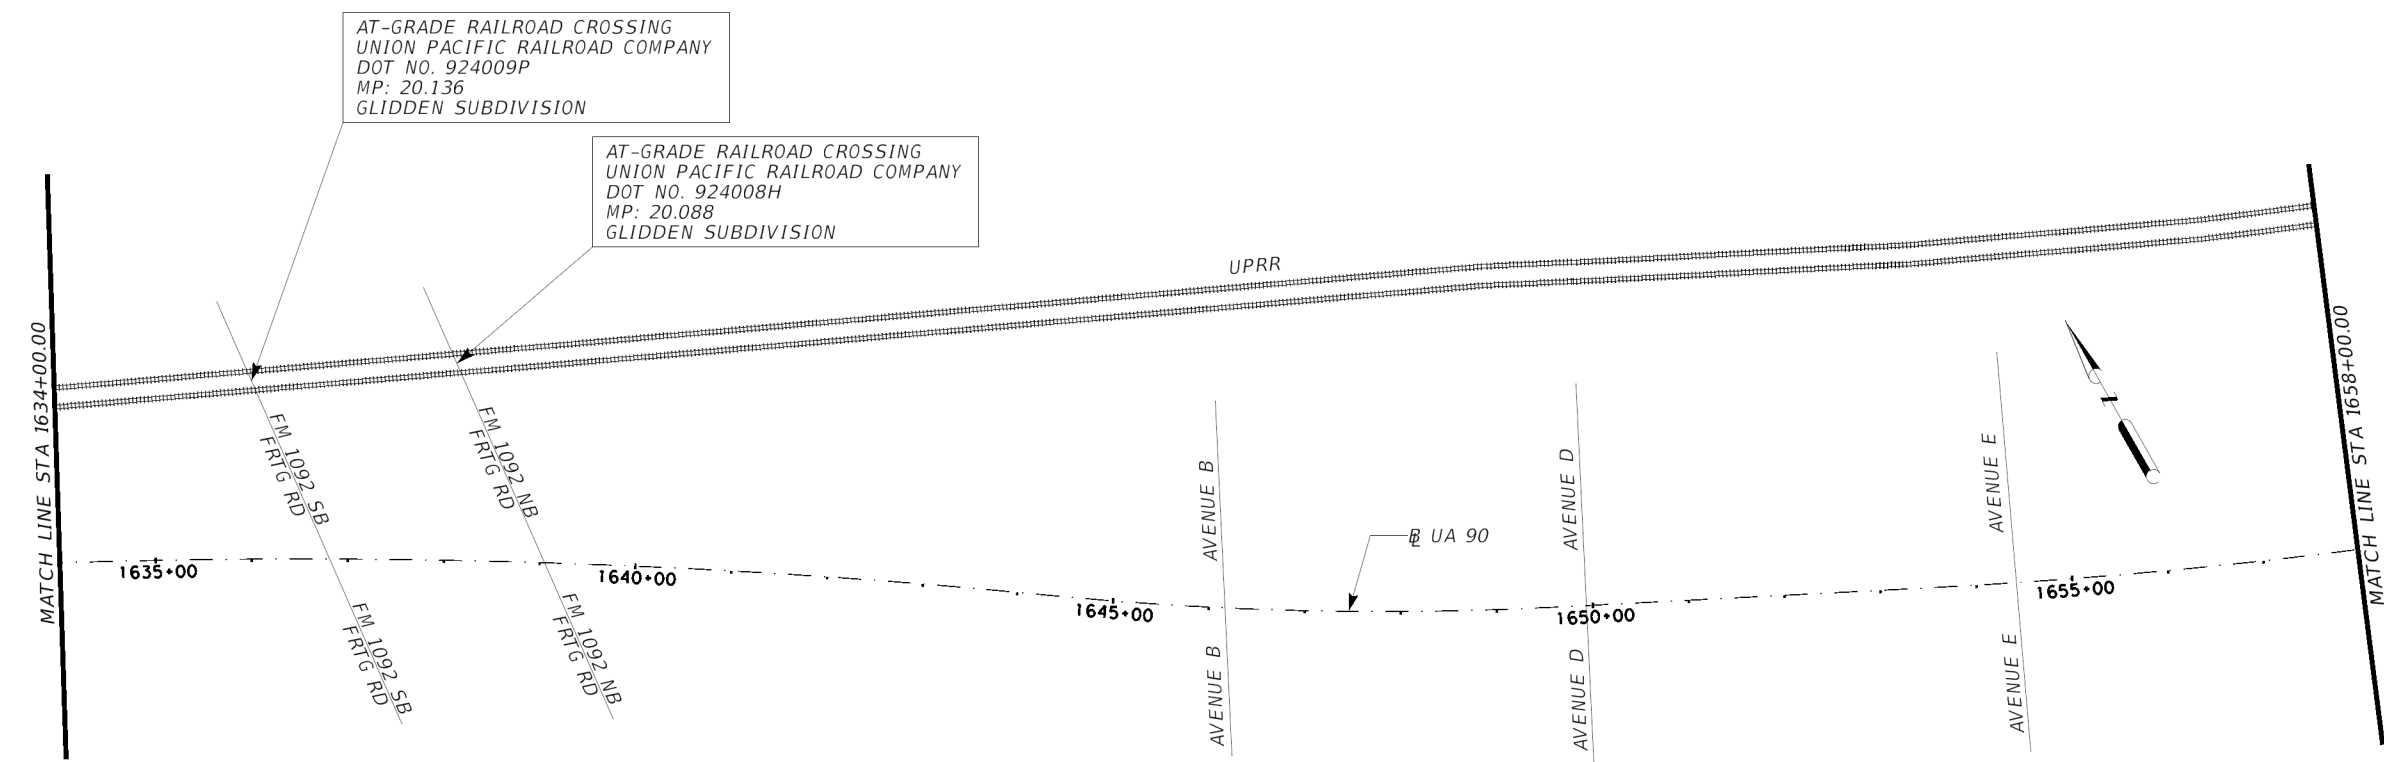 AT-GRADE RAILROAD CROSSING
UNION PACIFIC RAILROAD COMPANY
DOT NO. 924009P
MP: 20.136
GLIDDEN SUBDIVISION
AT-GRADE RAILROAD CROSSING
UNION PACIFIC RAILROAD COMPANY
DOT NO. 924008H
MP: 20.088
GLIDDEN SUBDIVISION
UPRR
MATCH LINE STA 1634+00.00
FM 1092 SB
FRTG RD
FM 1092 NB
FRTG RD
AVENUE B
AVENUE D
AVENUE E
MATCH LINE STA 1658+00.00
BL UA 90
1635+00
1640+00
1645+00
1650+00
1655+00
FM 1092 SB
FRTG RD
FM 1092 NB
FRTG RD
AVENUE B
AVENUE D
AVENUE E